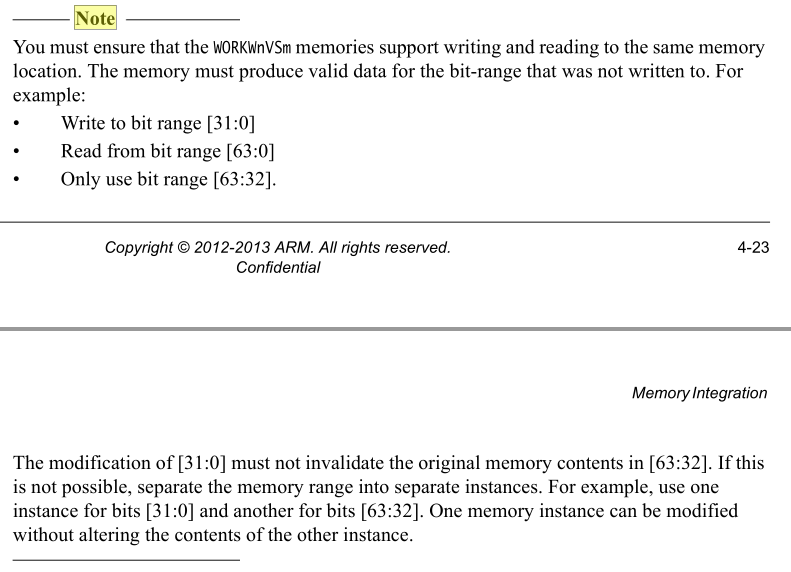 Note
You must ensure that the WORKWnVSm memories support writing and reading to the same memory
location. The memory must produce valid data for the bit-range that was not written to. For
example:
• Write to bit range [31:0]
• Read from bit range [63:0]
• Only use bit range [63:32].
Copyright © 2012-2013 ARM. All rights reserved. 4-23
Confidential
Memory Integration
The modification of [31:0] must not invalidate the original memory contents in [63:32]. If this
is not possible, separate the memory range into separate instances. For example, use one
instance for bits [31:0] and another for bits [63:32]. One memory instance can be modified
without altering the contents of the other instance.